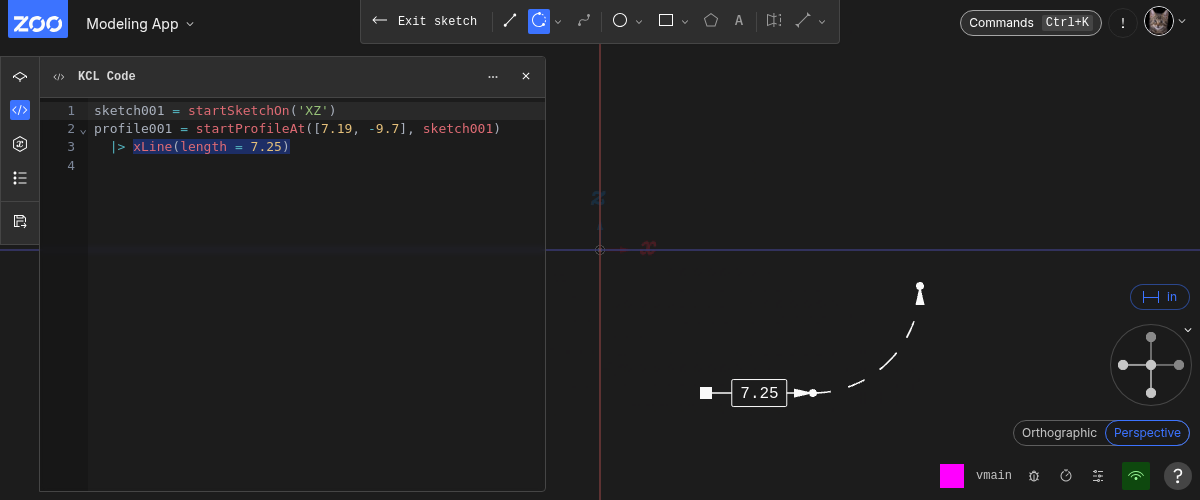 ZOO
Modeling App
Exit sketch
A
Commands Ctrl+K
!
KCL Code
1 sketch001 = startSketchOn('XZ')
2 profile001 = startProfileAt([7.19, -9.7], sketch001)
3 |> xLine(length = 7.25)
4
z
x
in
7.25
Orthographic Perspective
vmain
?